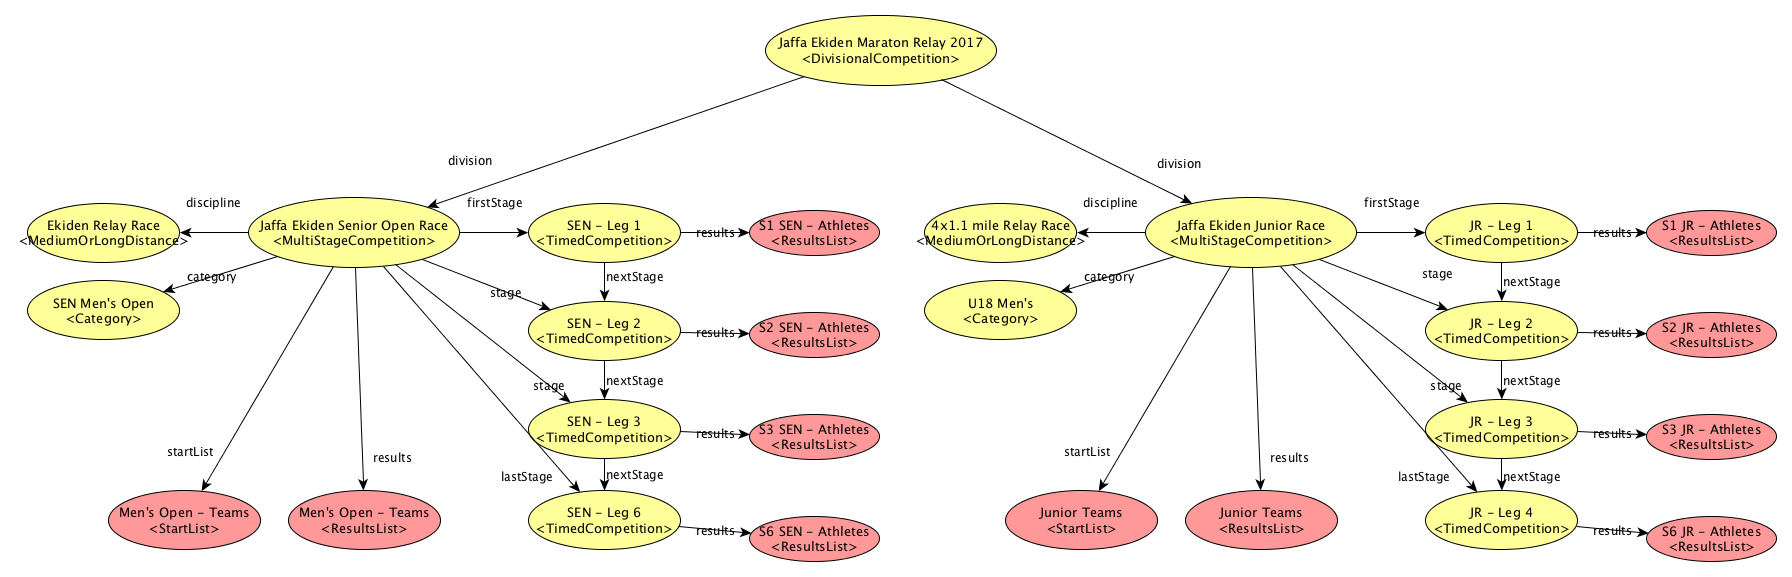 Jaffa Ekiden Maraton Relay 2017
<DivisionalCompetition>
division
division
discipline
firstStage
discipline
firstStage
Ekiden Relay Race
<MediumOrLongDistance>
Jaffa Ekiden Senior Open Race
<MultiStageCompetition>
SEN - Leg 1
<TimedCompetition>
results
S1 SEN - Athletes
<ResultsList>
4x1.1 mile Relay Race
<MediumOrLongDistance>
Jaffa Ekiden Junior Race
<MultiStageCompetition>
JR - Leg 1
<TimedCompetition>
results
S1 JR - Athletes
<ResultsList>
category
nextStage
category
stage
nextStage
SEN Men's Open
<Category>
stage
SEN - Leg 2
<TimedCompetition>
results
S2 SEN - Athletes
<ResultsList>
U18 Men's
<Category>
JR - Leg 2
<TimedCompetition>
results
S2 JR - Athletes
<ResultsList>
stage
nextStage
stage
nextStage
SEN - Leg 3
<TimedCompetition>
results
S3 SEN - Athletes
<ResultsList>
JR - Leg 3
<TimedCompetition>
results
S3 JR - Athletes
<ResultsList>
startList
results
lastStage
nextStage
startList
results
lastStage
nextStage
Men's Open - Teams
<StartList>
Men's Open - Teams
<ResultsList>
SEN - Leg 6
<TimedCompetition>
results
S6 SEN - Athletes
<ResultsList>
Junior Teams
<StartList>
Junior Teams
<ResultsList>
JR - Leg 4
<TimedCompetition>
results
S6 JR - Athletes
<ResultsList>